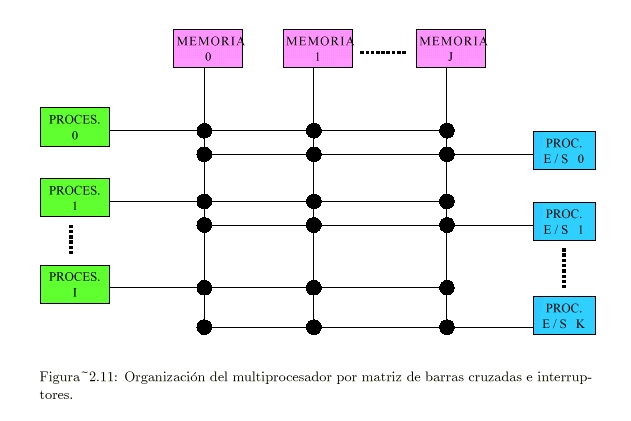 MEMORIA
0
MEMORIA
1
MEMORIA
J
PROCES.
0
PROC.
E/S 0
PROCES.
1
PROC.
E/S 1
PROCES.
I
PROC.
E/S K
Figura~2.11: Organización del multiprocesador por matriz de barras cruzadas e interrup-
tores.